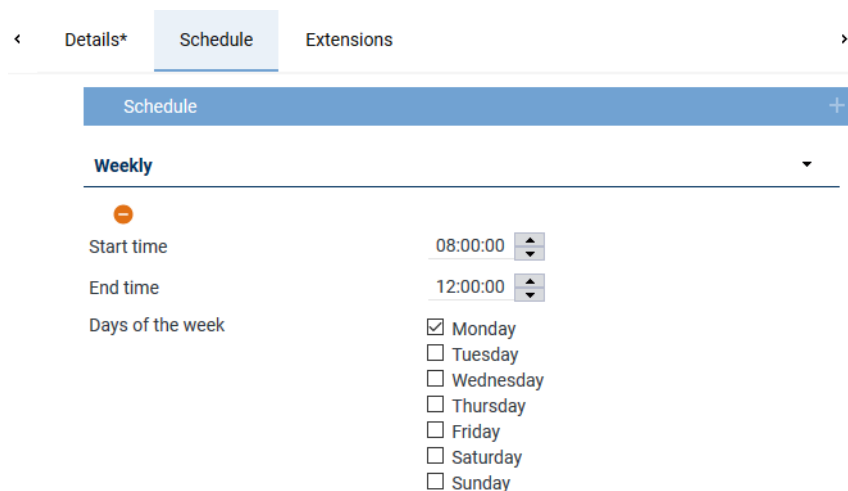 Details* Schedule Extensions
Schedule
Weekly
Start time 08:00:00
End time 12:00:00
Days of the week Monday
Tuesday
Wednesday
Thursday
Friday
Saturday
Sunday